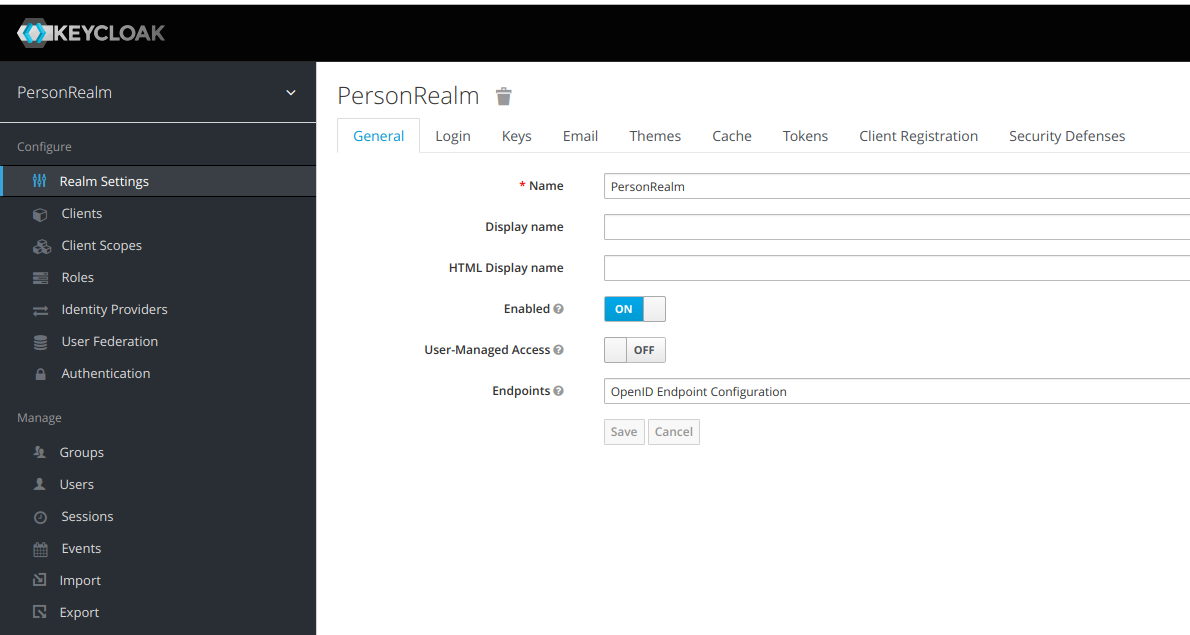 KEYCLOAK
PersonRealm
Configure
Realm Settings
Clients
Client Scopes
Roles
Identity Providers
User Federation
Authentication
Manage
Groups
Users
Sessions
Events
Import
Export
PersonRealm
General Login Keys Email Themes Cache Tokens Client Registration Security Defenses
* Name PersonRealm
Display name
HTML Display name
Enabled ON
User-Managed Access OFF
Endpoints OpenID Endpoint Configuration
Save Cancel